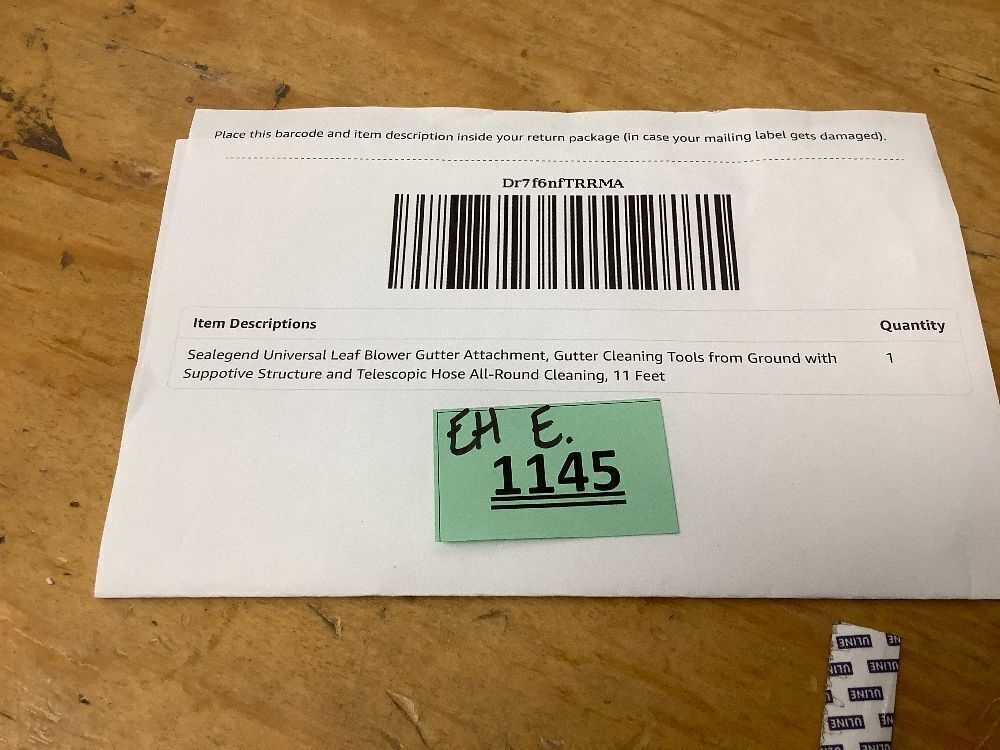 Place this barcode and item description inside your return package (in case your mailing label gets damaged).
Dr7f6nfTRRMA
Item Descriptions Quantity
Sealegend Universal Leaf Blower Gutter Attachment, Gutter Cleaning Tools from Ground with 1
Suppotive Structure and Telescopic Hose All-Round Cleaning, 11 Feet
EH E.
1145
ULINE
ULINE
ULINE
ULINE
ULINE